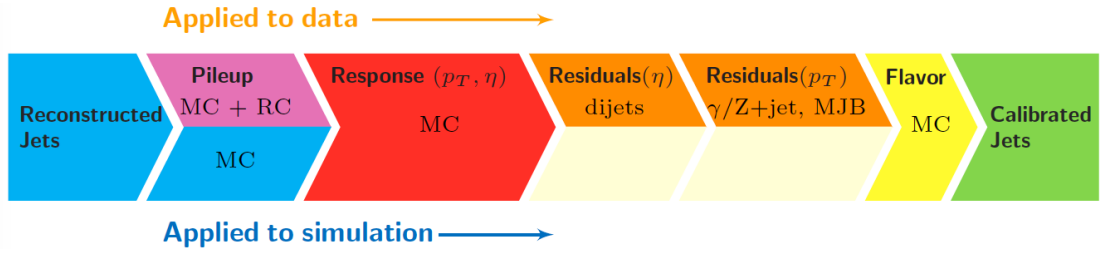 Applied to data
Reconstructed
Jets
Pileup
MC + RC
MC
Response (p_T, η)
MC
Residuals(η)
dijets
Residuals(p_T)
γ/Z+jet, MJB
Flavor
MC
Calibrated
Jets
Applied to simulation